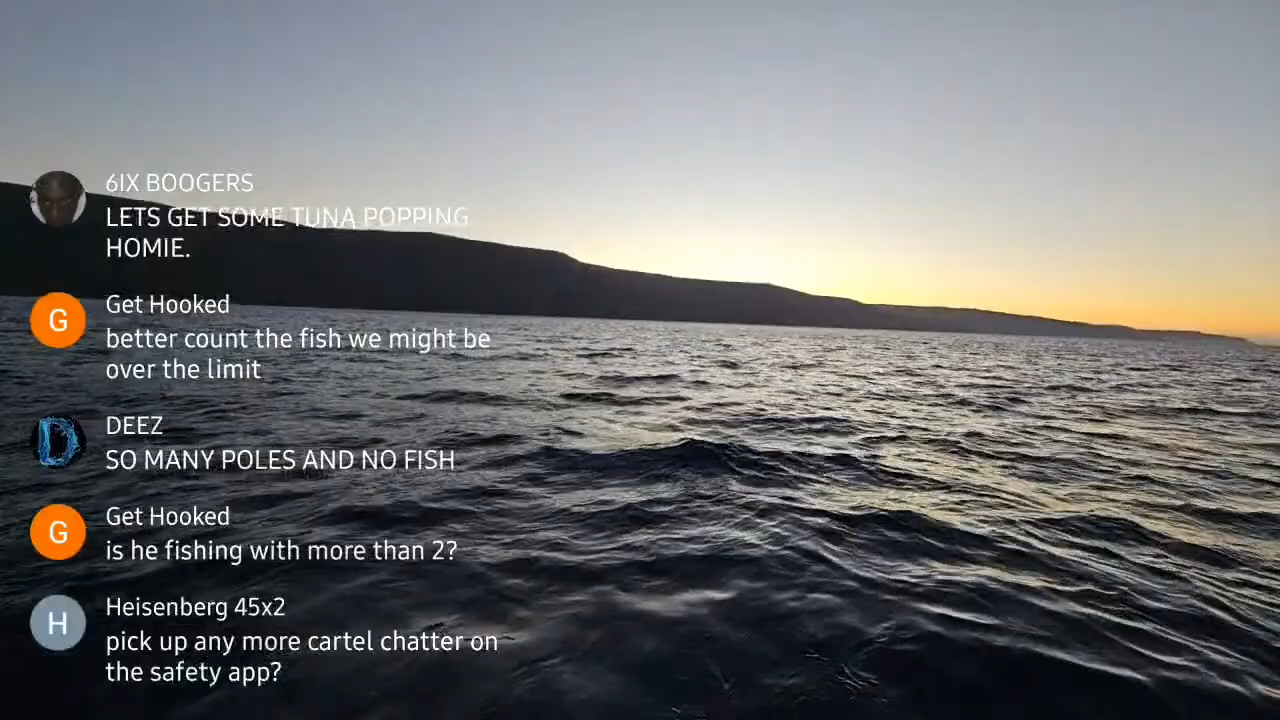 6IX BOOGERS
LETS GET SOME TUNA POPPING
HOMIE.
G
Get Hooked
better count the fish we might be
over the limit
D
DEEZ
SO MANY POLES AND NO FISH
G
Get Hooked
is he fishing with more than 2?
H
Heisenberg 45x2
pick up any more cartel chatter on
the safety app?